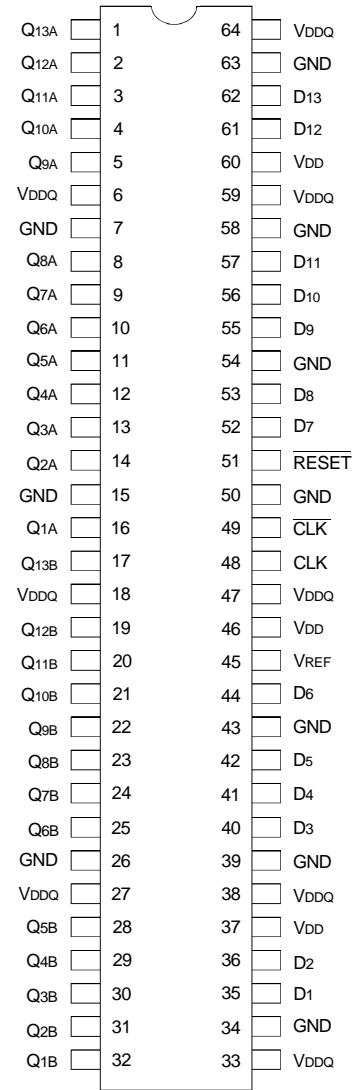 Q13A 1 64 VDDQ
Q12A 2 63 GND
Q11A 3 62 D13
Q10A 4 61 D12
Q9A 5 60 VDD
VDDQ 6 59 VDDQ
GND 7 58 GND
Q8A 8 57 D11
Q7A 9 56 D10
Q6A 10 55 D9
Q5A 11 54 GND
Q4A 12 53 D8
Q3A 13 52 D7
Q2A 14 51 RESET
GND 15 50 GND
Q1A 16 49 CLK
Q13B 17 48 CLK
VDDQ 18 47 VDDQ
Q12B 19 46 VDD
Q11B 20 45 VREF
Q10B 21 44 D6
Q9B 22 43 GND
Q8B 23 42 D5
Q7B 24 41 D4
Q6B 25 40 D3
GND 26 39 GND
VDDQ 27 38 VDDQ
Q5B 28 37 VDD
Q4B 29 36 D2
Q3B 30 35 D1
Q2B 31 34 GND
Q1B 32 33 VDDQ